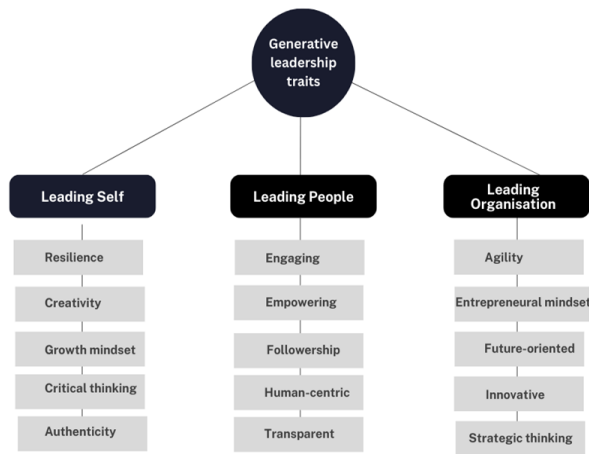 Generative
leadership
traits
Leading Self
Resilience
Creativity
Growth mindset
Critical thinking
Authenticity
Leading People
Engaging
Empowering
Followership
Human-centric
Transparent
Leading
Organisation
Agility
Entrepreneural mindset
Future-oriented
Innovative
Strategic thinking